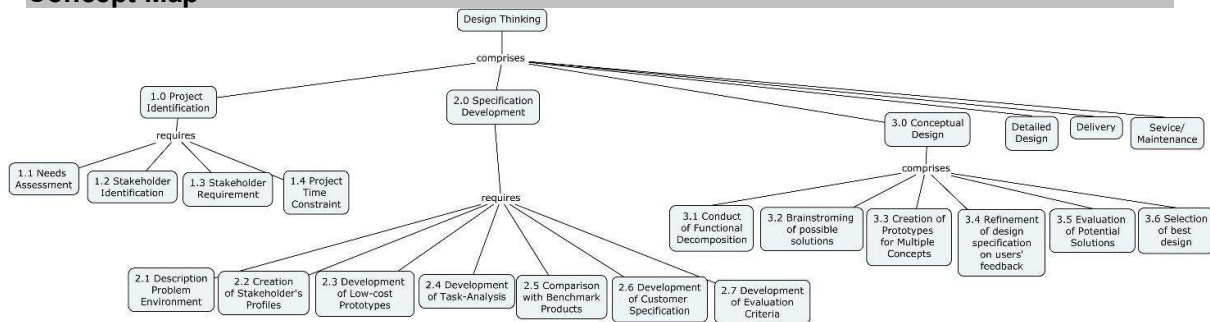 Concept Map
Design Thinking
comprises
1.0 Project
Identification
2.0 Specification
Development
3.0 Conceptual
Design
Detailed
Design
Delivery
Sevice/
Maintenance
requires
1.1 Needs
Assessment
1.2 Stakeholder
Identification
1.3 Stakeholder
Requirement
1.4 Project
Time
Constraint
requires
2.1 Description
Problem
Environment
2.2 Creation
of Stakeholder's
Profiles
2.3 Development
of Low-cost
Prototypes
2.4 Development
of Task-Analysis
2.5 Comparison
with Benchmark
Products
2.6 Development
of Customer
Specification
2.7 Development
of Evaluation
Criteria
comprises
3.1 Conduct
of Functional
Decomposition
3.2 Brainstroming
of possible
solutions
3.3 Creation of
Prototypes
for Multiple
Concepts
3.4 Refinement
of design
specification
on users'
feedback
3.5 Evaluation
of Potential
Solutions
3.6 Selection
of best
design